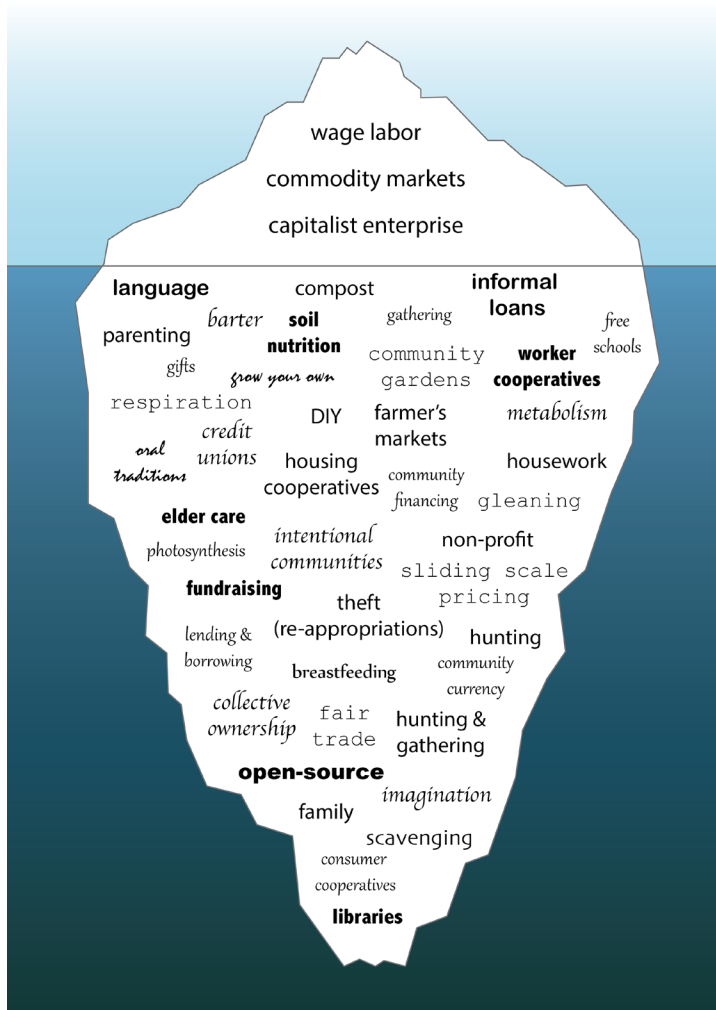 wage labor
commodity markets
capitalist enterprise
language
compost
informal
loans
parenting
barter
soil
nutrition
gathering
free
schools
gifts
grow your own
community
gardens
worker
cooperatives
respiration
credit
unions
DIY
farmer's
markets
metabolism
oral
traditions
housing
cooperatives
community
financing
housework
gleaning
elder care
photosynthesis
intentional
communities
non-profit
sliding scale
pricing
fundraising
theft
(re-appropriations)
lending &
borrowing
hunting
breastfeeding
community
currency
collective
ownership
fair
trade
hunting &
gathering
open-source
imagination
family
scavenging
consumer
cooperatives
libraries